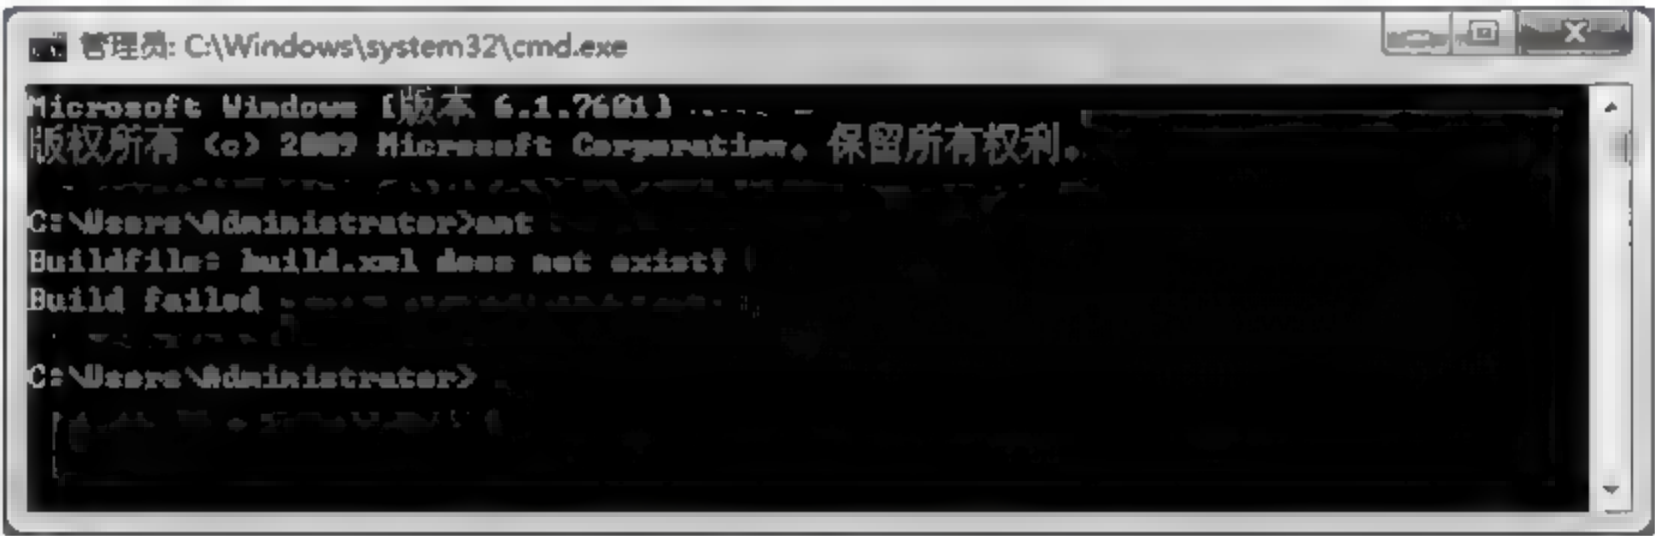 管理员: C:\Windows\system32\cmd.exe
Microsoft Windows [版本 6.1.7601]
版权所有 (c) 2009 Microsoft Corporation。保留所有权利。
C:\Users\Administrator>ant
Buildfile: build.xml does not exist!
Build failed
C:\Users\Administrator>